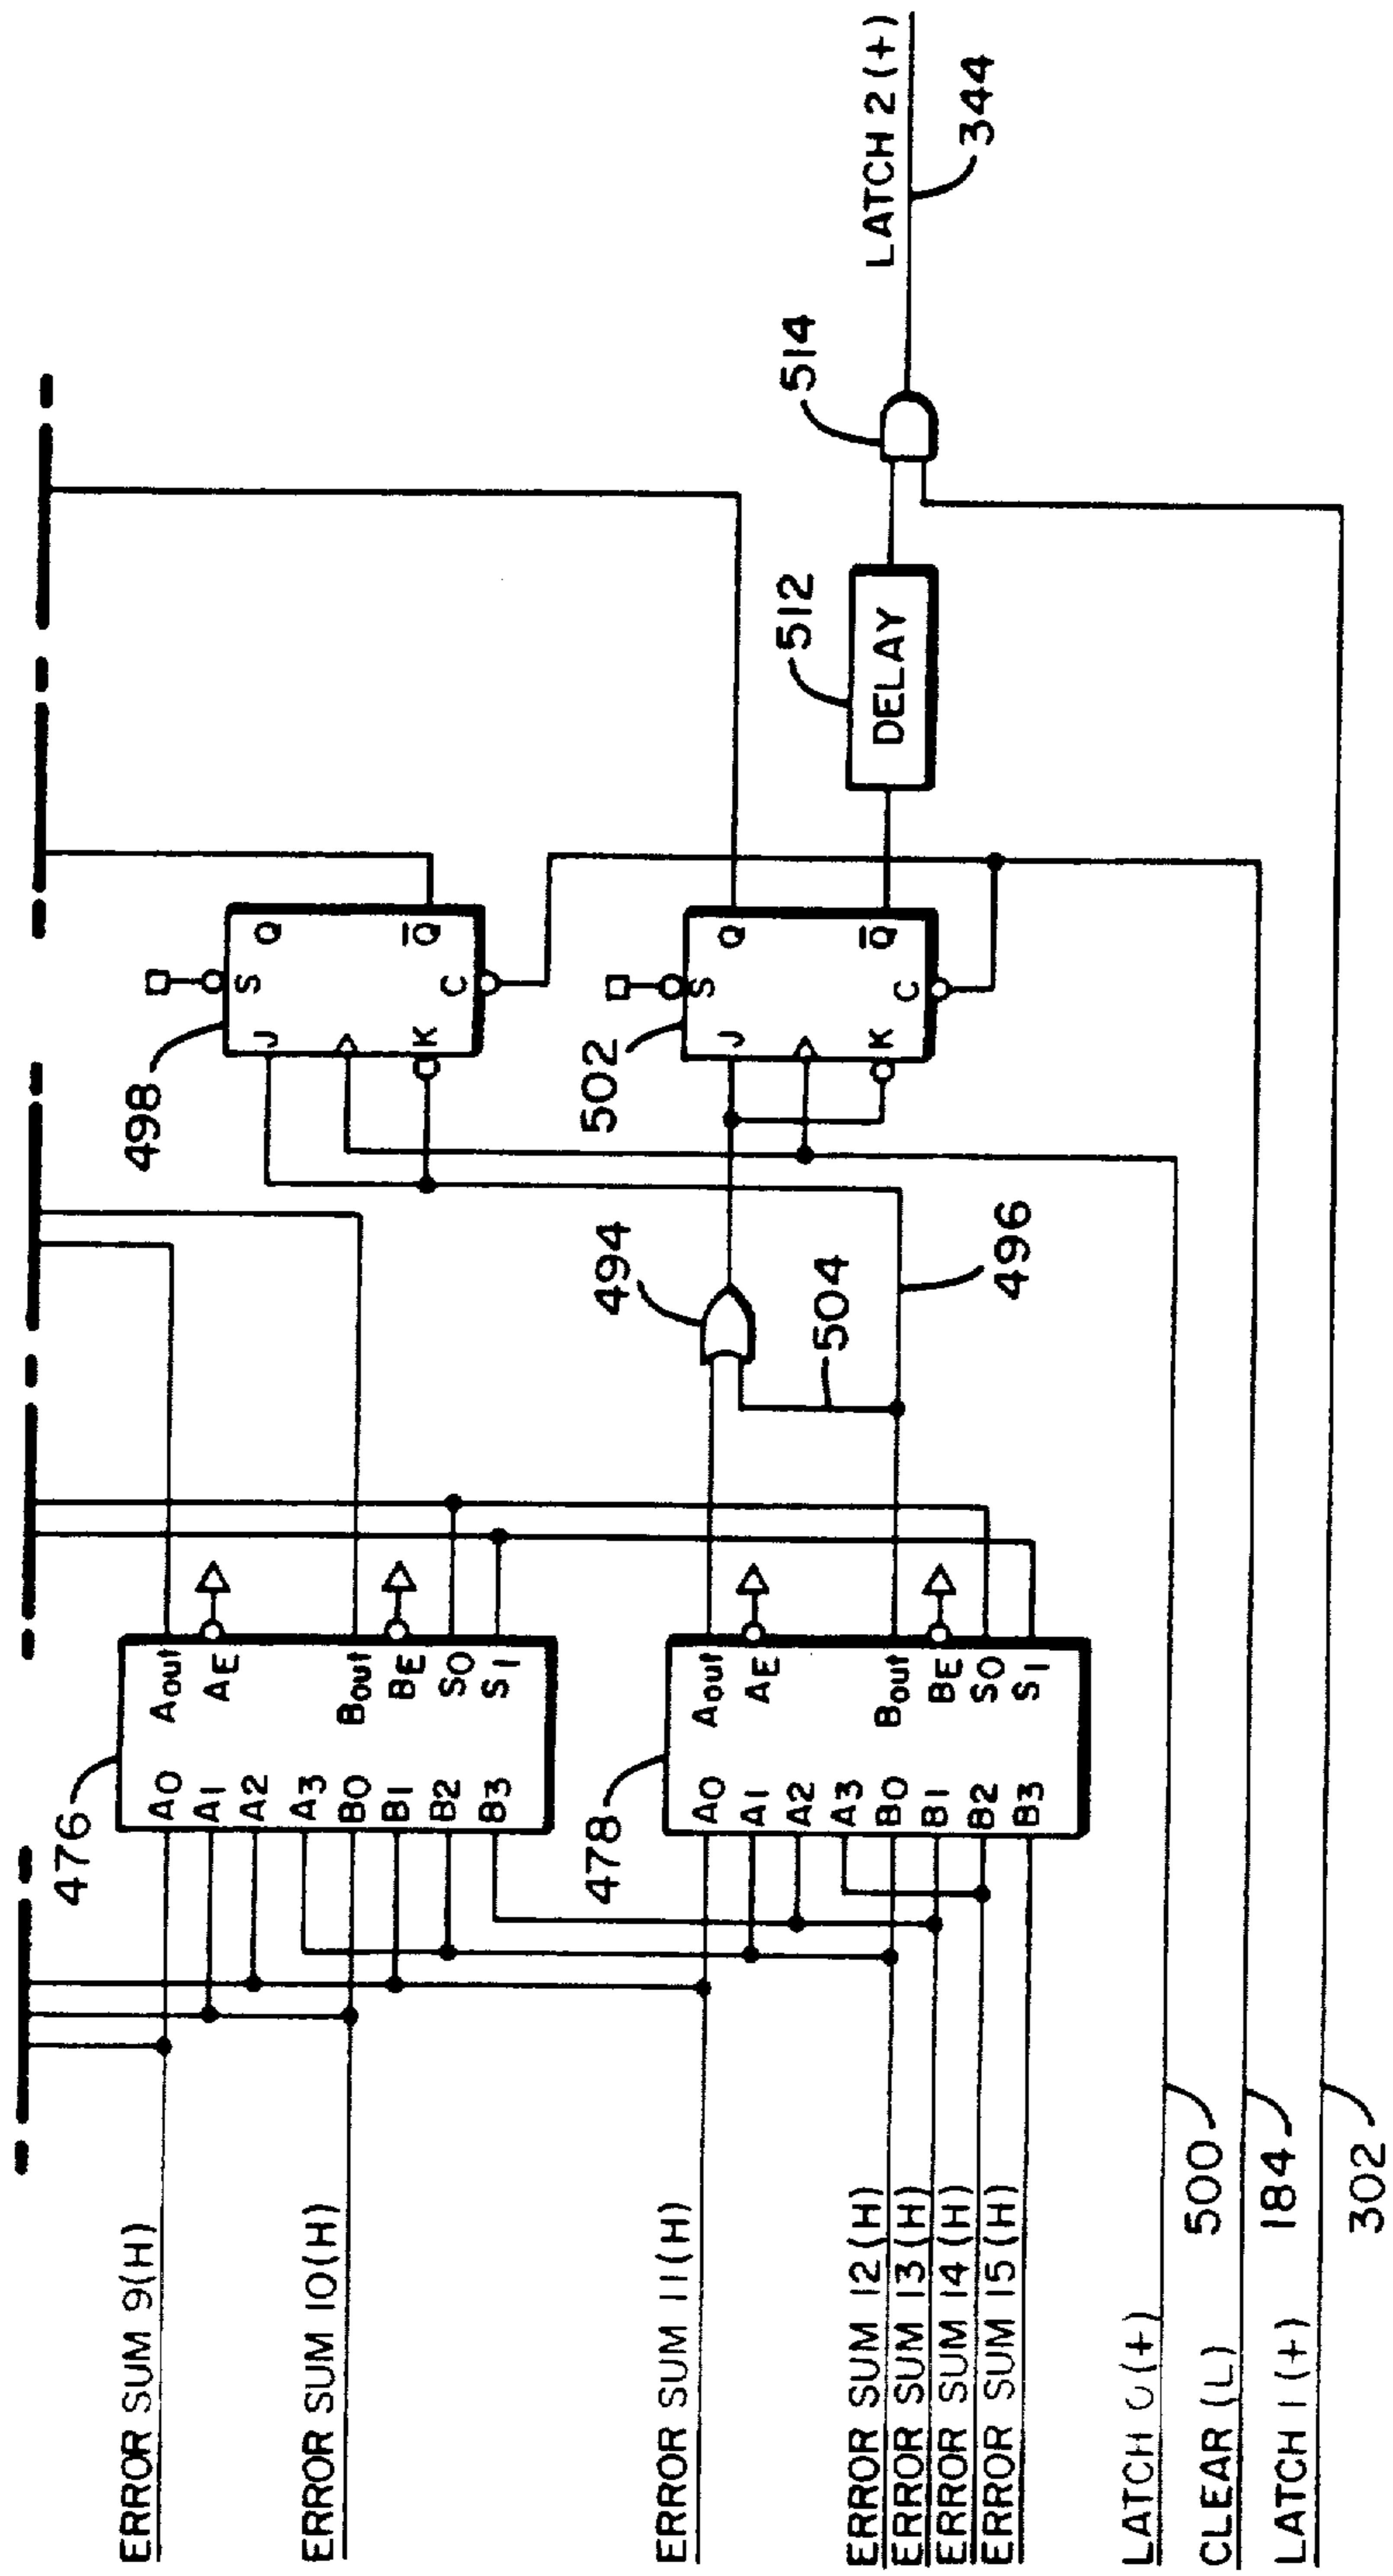 ERROR SUM 9(H)
ERROR SUM 10(H)
ERROR SUM 11(H)
ERROR SUM 12(H)
ERROR SUM 13(H)
ERROR SUM 14(H)
ERROR SUM 15(H)
LATCH 0(+)
CLEAR (L)
LATCH 1(+)
500
184
302
476
A0
A1
A2
A3
B0
B1
B2
B3
Aout
AE
Bout
BE
S0
S1
478
A0
A1
A2
A3
B0
B1
B2
B3
Aout
AE
Bout
BE
S0
S1
494
504
496
498
J
K
S
C
Q
Q̅
502
J
K
S
C
Q
Q̅
512
DELAY
514
LATCH 2(+)
344